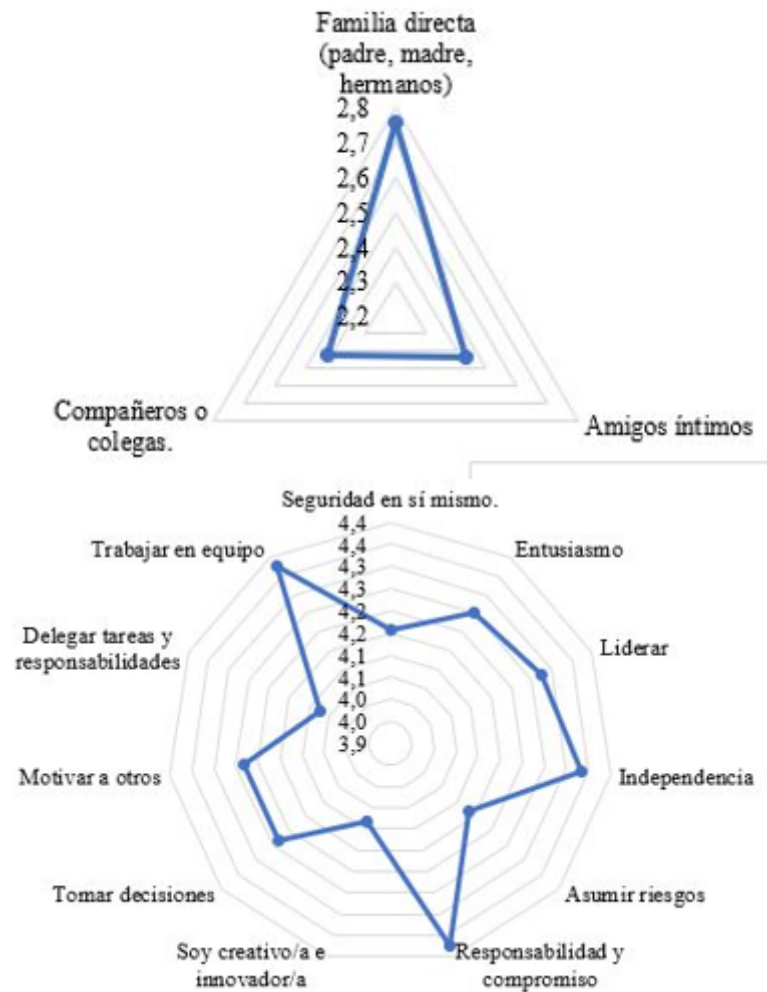 Familia directa
(padre, madre,
hermanos)
2,8
2,7
2,6
2,5
2,4
2,3
2,2
Compañeros o
colegas.
Amigos íntimos
Seguridad en sí mismo.
4,4
4,4
4,3
4,3
4,2
4,2
4,1
4,1
4,0
4,0
3,9
Entusiasmo
Liderar
Independencia
Asumir riesgos
Responsabilidad y
compromiso
Soy creativo/a e
innovador/a
Tomar decisiones
Motivar a otros
Delegar tareas y
responsabilidades
Trabajar en equipo